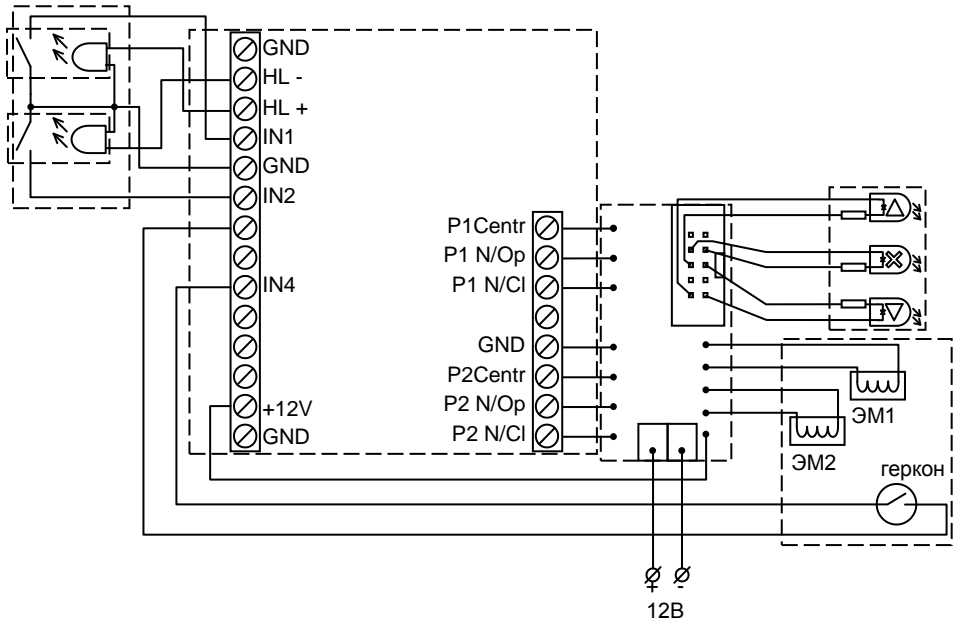 GND
HL -
HL +
IN1
GND
IN2
IN4
+12V
GND
P1Centr
P1 N/Op
P1 N/Cl
GND
P2Centr
P2 N/Op
P2 N/Cl
ЭМ1
ЭМ2
геркон
+ -
12В